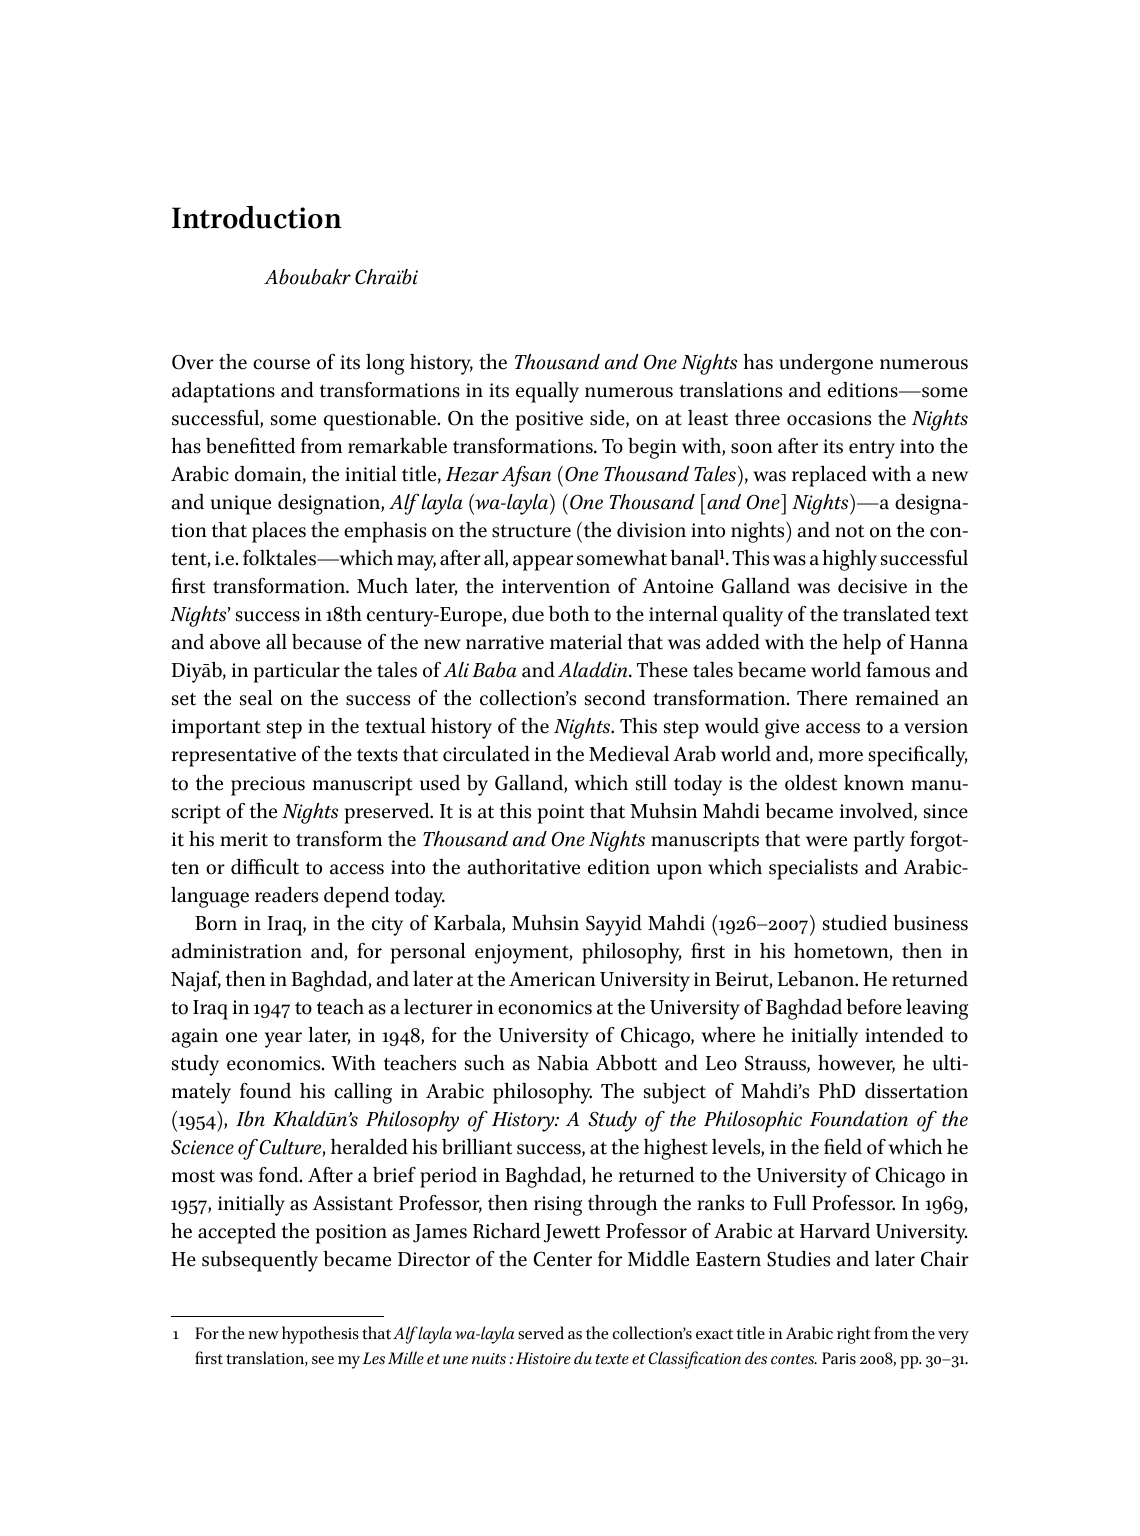 Introduction
Aboubakr Chraïbi
Over the course of its long history, the Thousand and One Nights has undergone numerous
adaptations and transformations in its equally numerous translations and editions—some
successful, some questionable. On the positive side, on at least three occasions the Nights
has benefitted from remarkable transformations. To begin with, soon after its entry into the
Arabic domain, the initial title, Hezar Afsan (One Thousand Tales), was replaced with a new
and unique designation, Alf layla (wa-layla) (One Thousand [and One] Nights)—a designa-
tion that places the emphasis on the structure (the division into nights) and not on the con-
tent, i.e. folktales—which may, after all, appear somewhat banal¹. This was a highly successful
first transformation. Much later, the intervention of Antoine Galland was decisive in the
Nights’ success in 18th century-Europe, due both to the internal quality of the translated text
and above all because of the new narrative material that was added with the help of Hanna
Diyāb, in particular the tales of Ali Baba and Aladdin. These tales became world famous and
set the seal on the success of the collection’s second transformation. There remained an
important step in the textual history of the Nights. This step would give access to a version
representative of the texts that circulated in the Medieval Arab world and, more specifically,
to the precious manuscript used by Galland, which still today is the oldest known manu-
script of the Nights preserved. It is at this point that Muhsin Mahdi became involved, since
it his merit to transform the Thousand and One Nights manuscripts that were partly forgot-
ten or difficult to access into the authoritative edition upon which specialists and Arabic-
language readers depend today.
Born in Iraq, in the city of Karbala, Muhsin Sayyid Mahdi (1926–2007) studied business
administration and, for personal enjoyment, philosophy, first in his hometown, then in
Najaf, then in Baghdad, and later at the American University in Beirut, Lebanon. He returned
to Iraq in 1947 to teach as a lecturer in economics at the University of Baghdad before leaving
again one year later, in 1948, for the University of Chicago, where he initially intended to
study economics. With teachers such as Nabia Abbott and Leo Strauss, however, he ulti-
mately found his calling in Arabic philosophy. The subject of Mahdi’s PhD dissertation
(1954), Ibn Khaldūn’s Philosophy of History: A Study of the Philosophic Foundation of the
Science of Culture, heralded his brilliant success, at the highest levels, in the field of which he
most was fond. After a brief period in Baghdad, he returned to the University of Chicago in
1957, initially as Assistant Professor, then rising through the ranks to Full Professor. In 1969,
he accepted the position as James Richard Jewett Professor of Arabic at Harvard University.
He subsequently became Director of the Center for Middle Eastern Studies and later Chair
1 For the new hypothesis that Alf layla wa-layla served as the collection’s exact title in Arabic right from the very
first translation, see my Les Mille et une nuits : Histoire du texte et Classification des contes. Paris 2008, pp. 30–31.